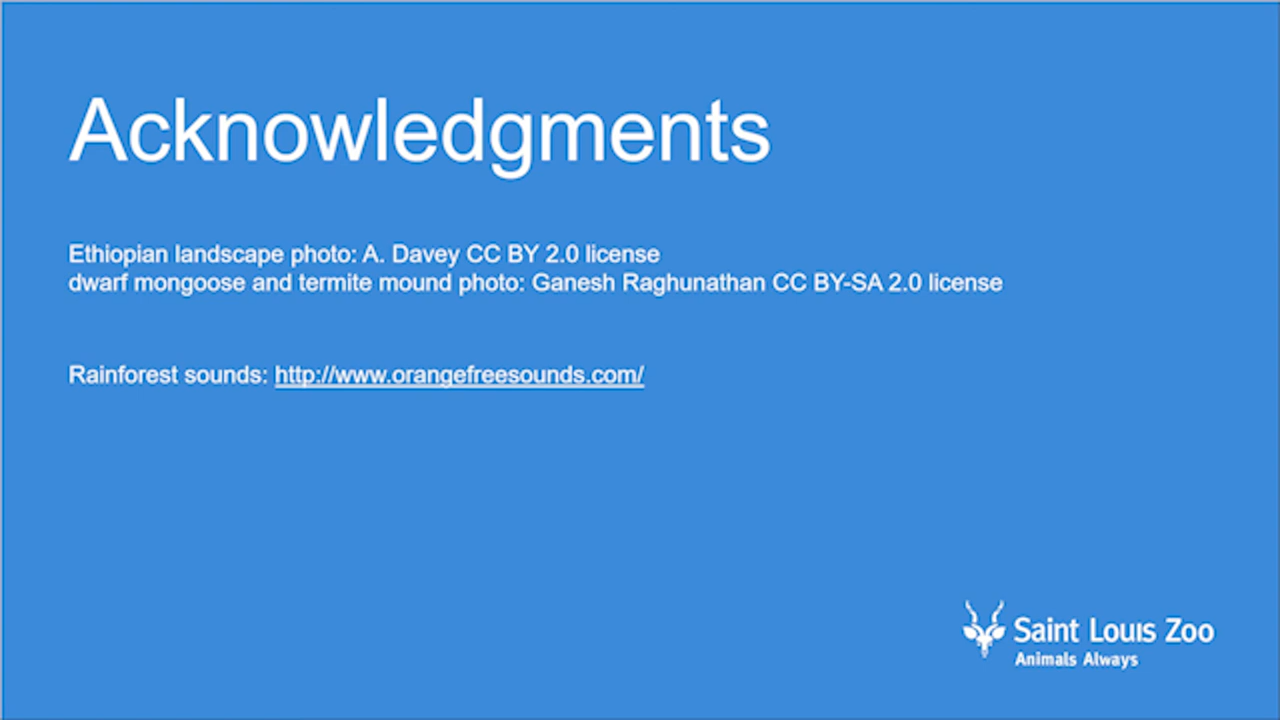 Acknowledgments
Ethiopian landscape photo: A. Davey CC BY 2.0 license
dwarf mongoose and termite mound photo: Ganesh Raghunathan CC BY-SA 2.0 license
Rainforest sounds: http://www.orangefreesounds.com/
Saint Louis Zoo
Animals Always